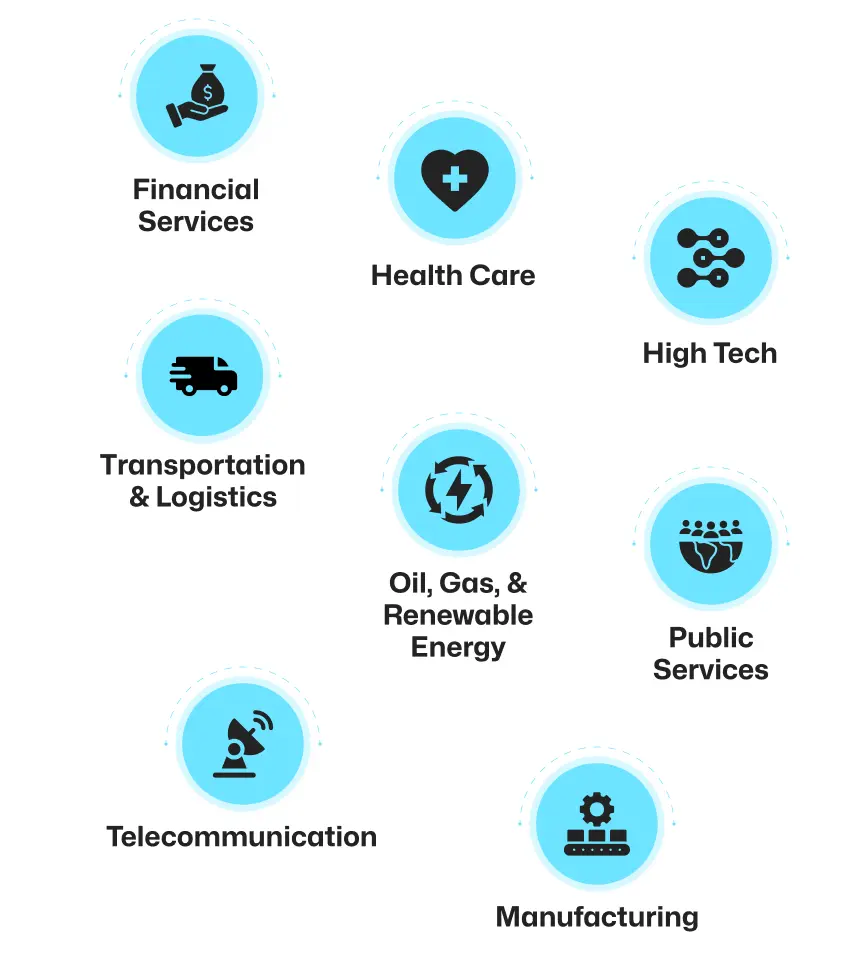 $
Financial
Services
Health Care
High Tech
Transportation
& Logistics
Oil, Gas, &
Renewable
Energy
Public
Services
Telecommunication
Manufacturing